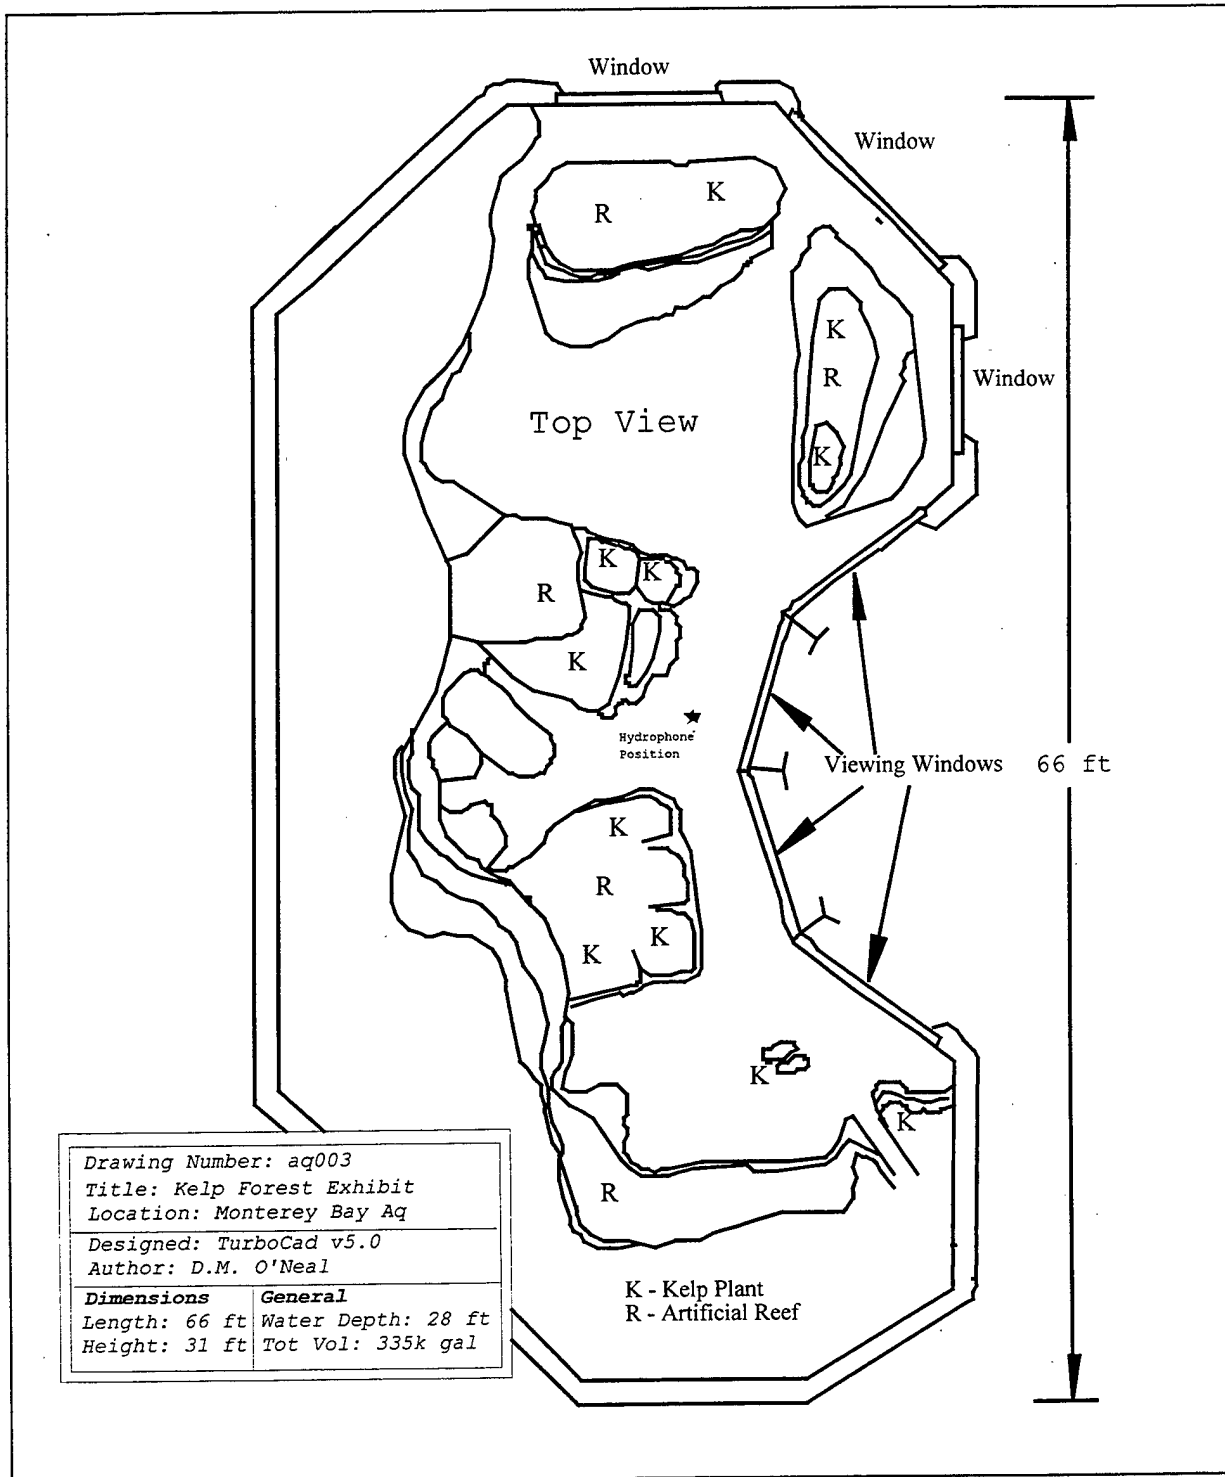 Window
Window
R K
K
R
Window
Top View
K
K K
R
K
Hydrophone
Position
Viewing Windows 66 ft
K
R
K
K
K
K
R
Drawing Number: aq003
Title: Kelp Forest Exhibit
Location: Monterey Bay Aq
Designed: TurboCad v5.0
Author: D.M. O'Neal
Dimensions General
Length: 66 ft Water Depth: 28 ft
Height: 31 ft Tot Vol: 335k gal
K - Kelp Plant
R - Artificial Reef